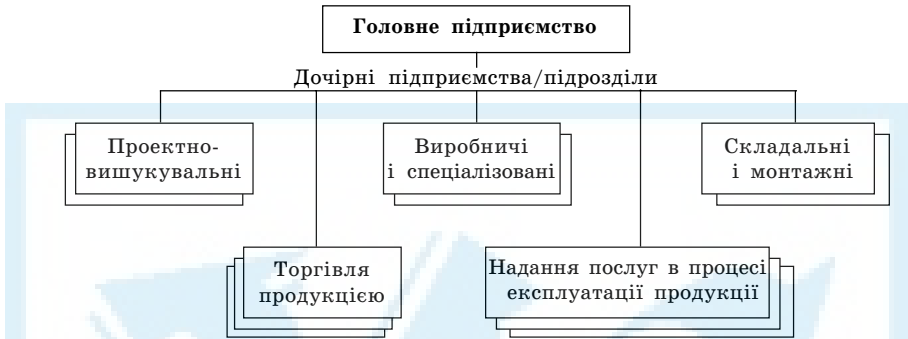 Головне підприємство
Дочірні підприємства/підрозділи
Проектно-
вишукувальні
Виробничі
і спеціалізовані
Складальні
і монтажні
Торгівля
продукцією
Надання послуг в процесі
експлуатації продукції